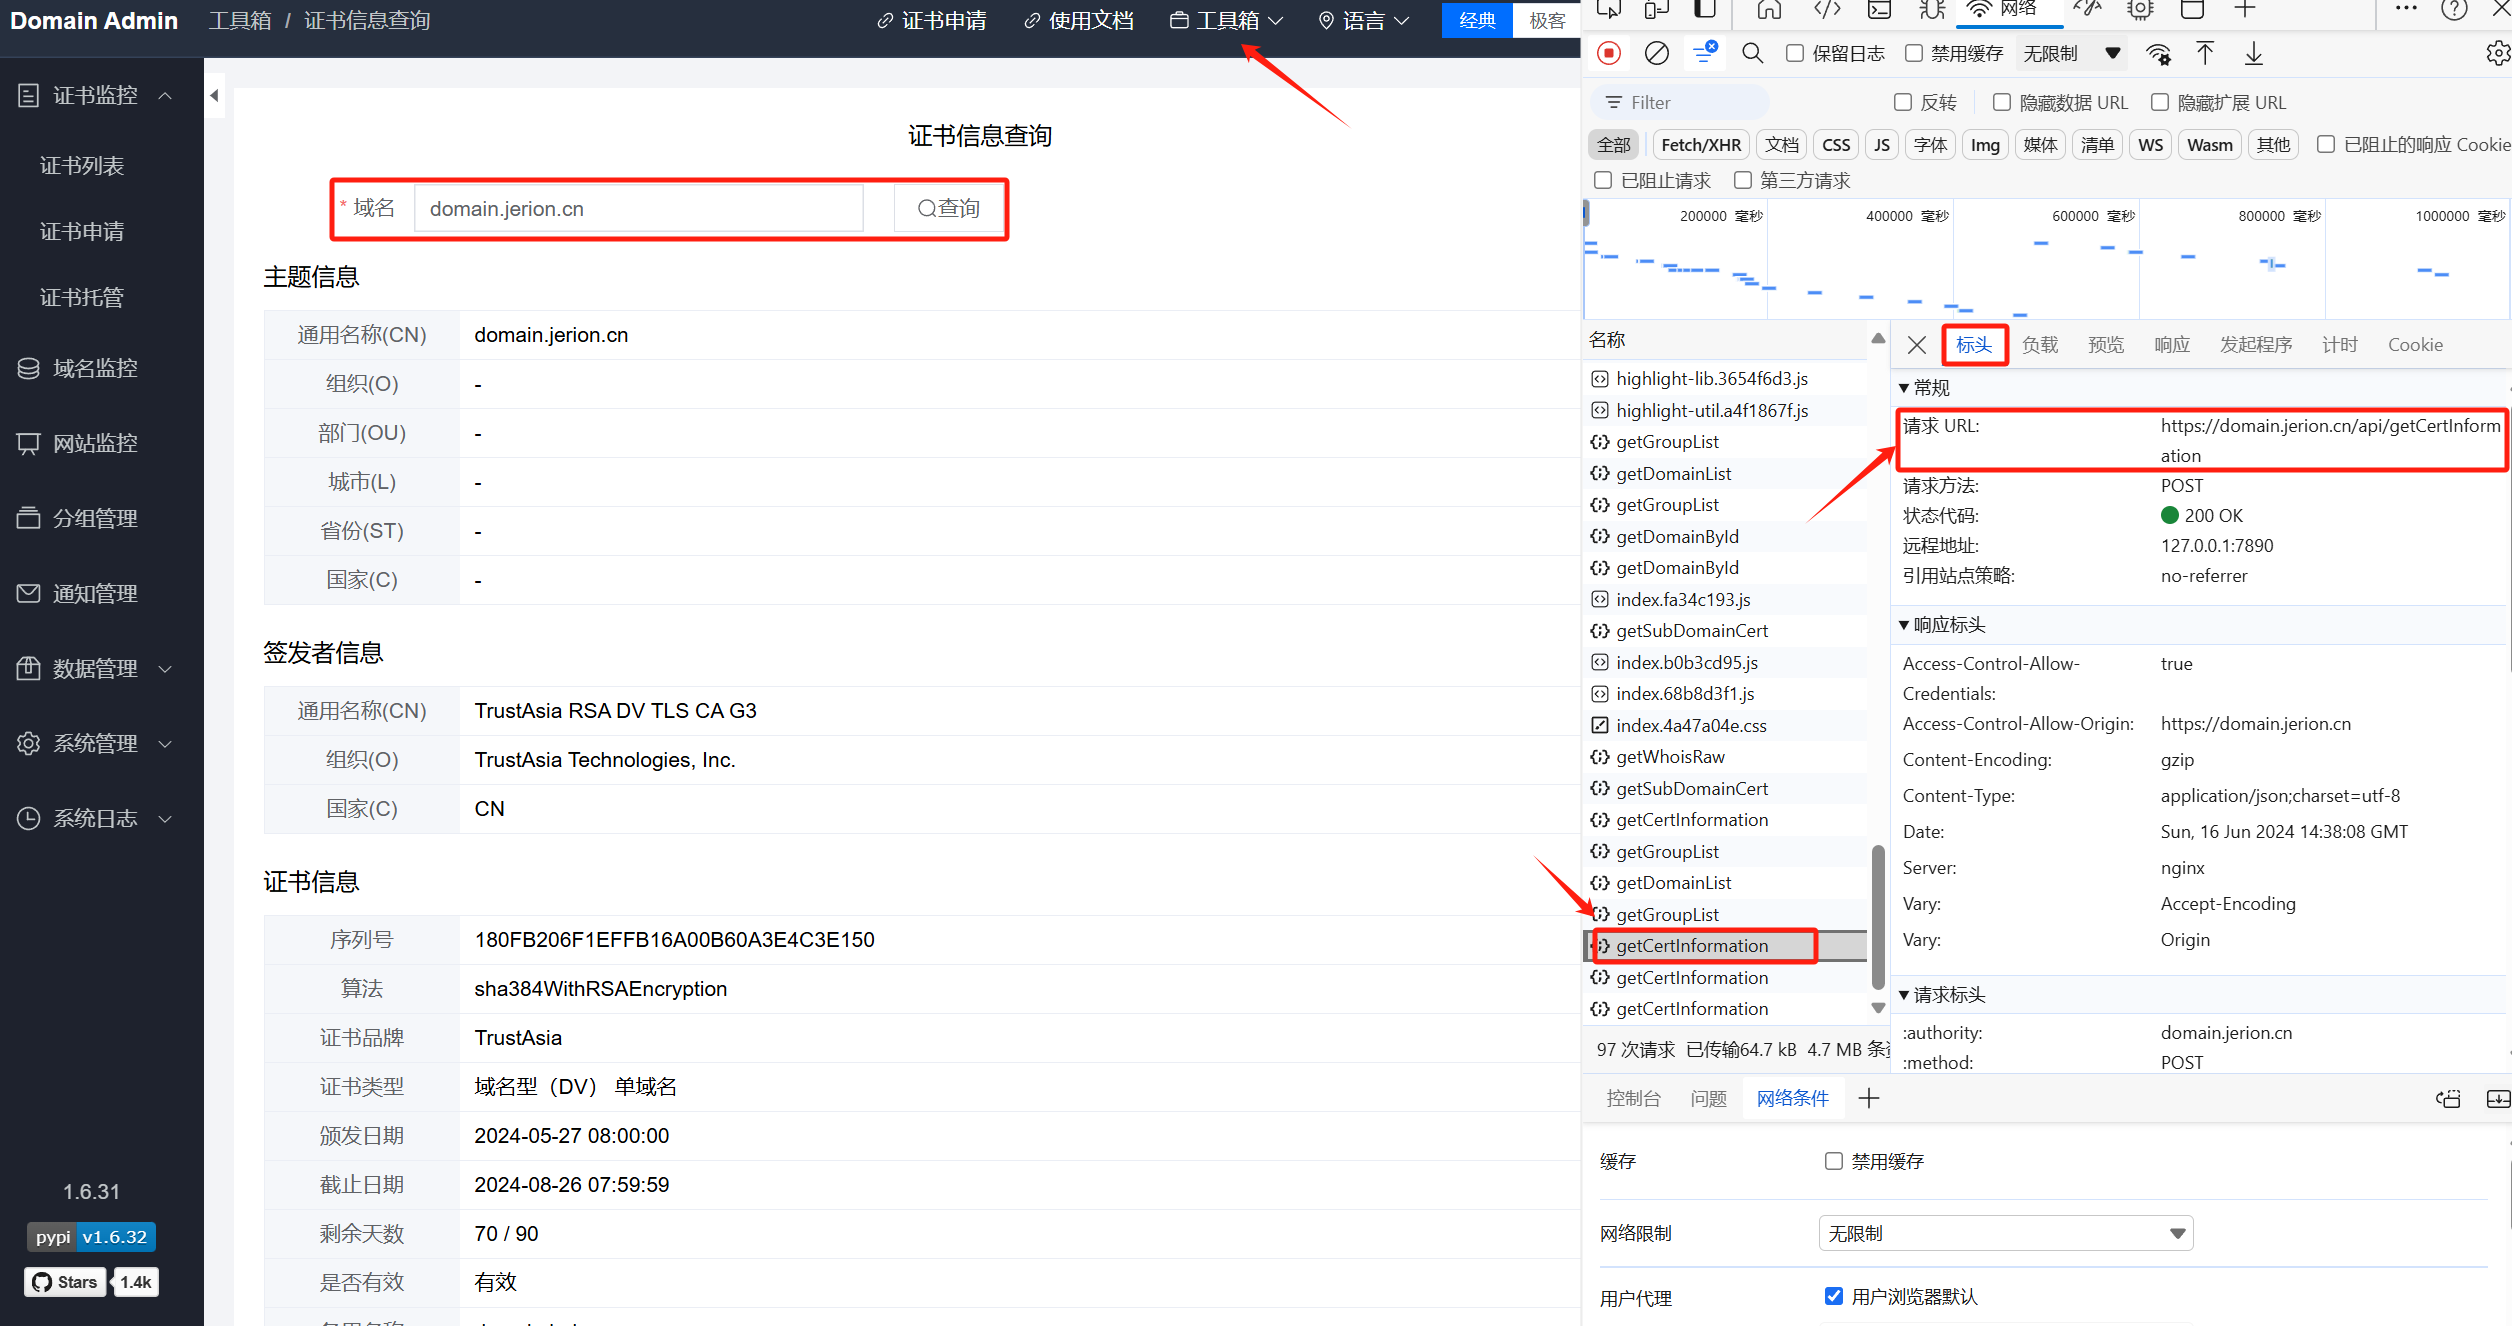 Domain Admin
工具箱 / 证书信息查询
证书申请
使用文档
工具箱
语言
经典
极客
证书监控
证书列表
证书申请
证书托管
域名监控
网站监控
分组管理
通知管理
数据管理
系统管理
系统日志
1.6.31
pypi v1.6.32
Stars 1.4k
证书信息查询
* 域名
domain.jerion.cn
查询
主题信息
通用名称(CN) domain.jerion.cn
组织(O) -
部门(OU) -
城市(L) -
省份(ST) -
国家(C) -
签发者信息
通用名称(CN) TrustAsia RSA DV TLS CA G3
组织(O) TrustAsia Technologies, Inc.
国家(C) CN
证书信息
序列号 180FB206F1EFFB16A00B60A3E4C3E150
算法 sha384WithRSAEncryption
证书品牌 TrustAsia
证书类型 域名型（DV） 单域名
颁发日期 2024-05-27 08:00:00
截止日期 2024-08-26 07:59:59
剩余天数 70 / 90
是否有效 有效
网络
保留日志
禁用缓存
无限制
Filter
反转
隐藏数据 URL
隐藏扩展 URL
全部
Fetch/XHR
文档
CSS
JS
字体
Img
媒体
清单
WS
Wasm
其他
已阻止的响应 Cookie
已阻止请求
第三方请求
200000 毫秒
400000 毫秒
600000 毫秒
800000 毫秒
1000000 毫秒
名称
highlight-lib.3654f6d3.js
highlight-util.a4f1867f.js
getGroupList
getDomainList
getGroupList
getDomainById
getDomainById
index.fa34c193.js
getSubDomainCert
index.b0b3cd95.js
index.68b8d3f1.js
index.4a47a04e.css
getWhoisRaw
getSubDomainCert
getCertInformation
getGroupList
getDomainList
getGroupList
getCertInformation
getCertInformation
getCertInformation
97 次请求 已传输64.7 kB 4.7 MB 条
标头
负载
预览
响应
发起程序
计时
Cookie
常规
请求 URL: https://domain.jerion.cn/api/getCertInform
ation
请求方法: POST
状态代码: 200 OK
远程地址: 127.0.0.1:7890
引用站点策略: no-referrer
响应标头
Access-Control-Allow- true
Credentials:
Access-Control-Allow-Origin: https://domain.jerion.cn
Content-Encoding: gzip
Content-Type: application/json;charset=utf-8
Date: Sun, 16 Jun 2024 14:38:08 GMT
Server: nginx
Vary: Accept-Encoding
Vary: Origin
请求标头
:authority: domain.jerion.cn
:method: POST
控制台
问题
网络条件
缓存
禁用缓存
网络限制
无限制
用户代理
用户浏览器默认